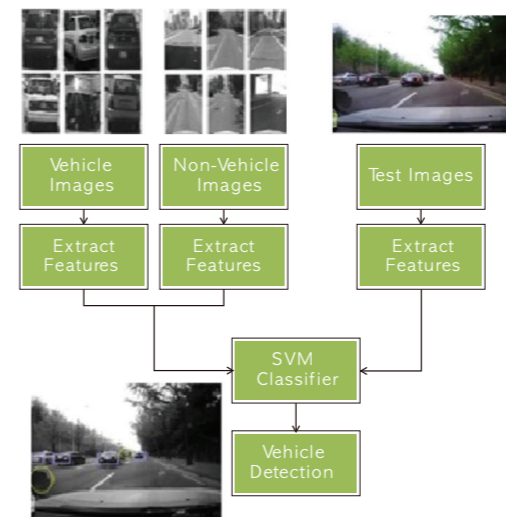 Vehicle
Images
Non-Vehicle
Images
Test Images
Extract
Features
Extract
Features
Extract
Features
SVM
Classifier
Vehicle
Detection